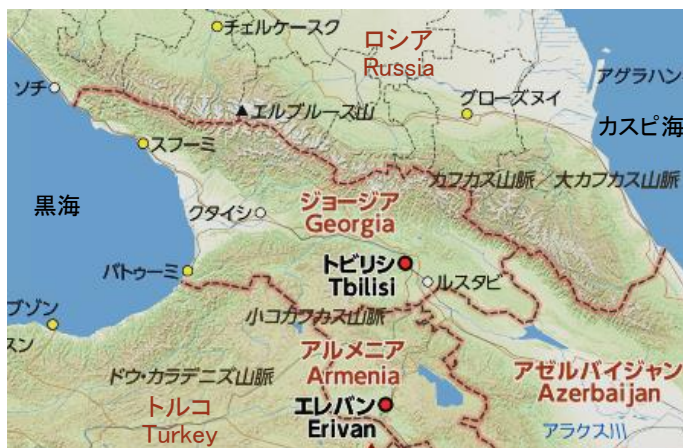 チェルケースク
ロシア
Russia
ソチ
アグラハン
エルブルース山
グローズヌイ
カスピ海
スフーミ
カフカス山脈／大カフカス山脈
黒海
クタイシ
ジョージア
Georgia
トビリシ
Tbilisi
バトゥーミ
ルスタビ
ブゾン
小コカワカス山脈
スン
アルメニア
Armenia
アゼルバイジャン
Azerbaijan
ドウ・カラデニズ山脈
トルコ
Turkey
エレバン
Erivan
アラクス川